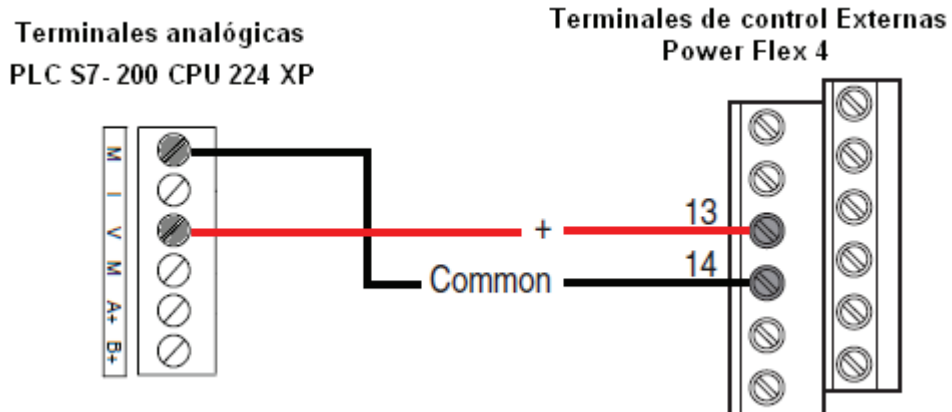 Terminales analógicas
PLC S7-200 CPU 224 XP
Terminales de control Externas
Power Flex 4
M
I
V
M
A+
B+
+
Common
13
14